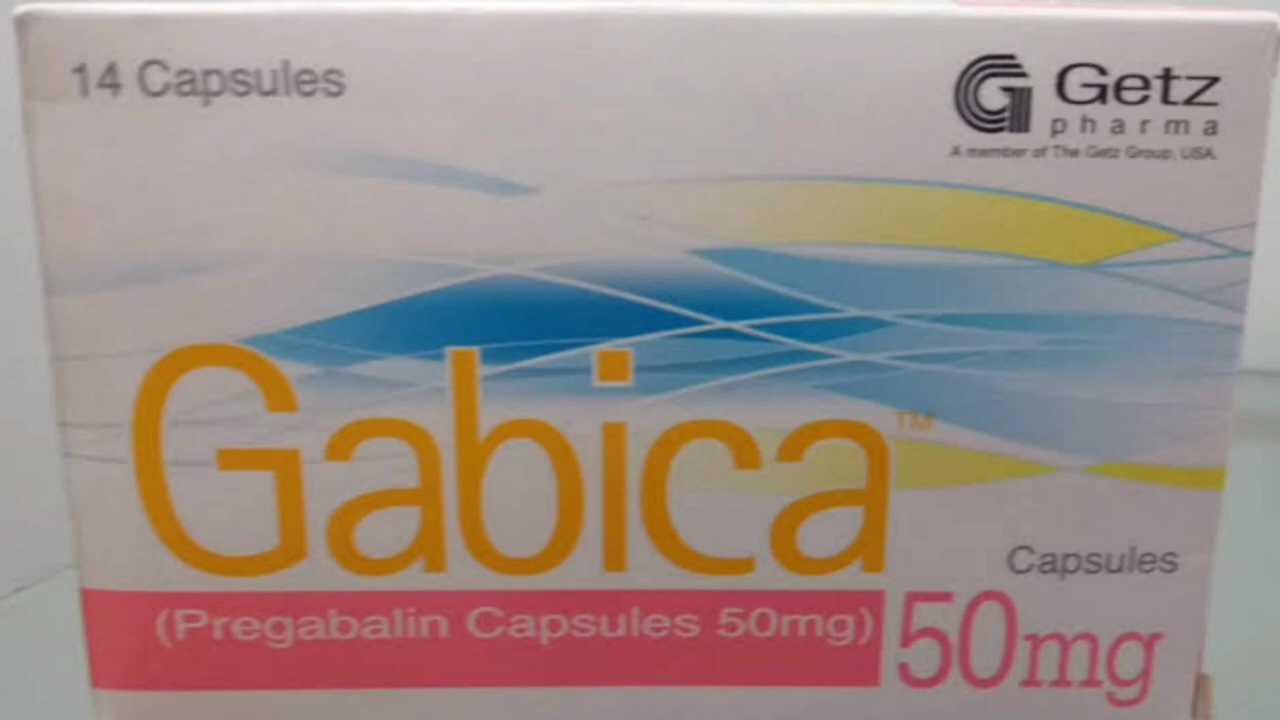 14 Capsules
Getz
pharma
A member of The Getz Group, USA
Gabica™
Capsules
(Pregabalin Capsules 50mg)
50mg